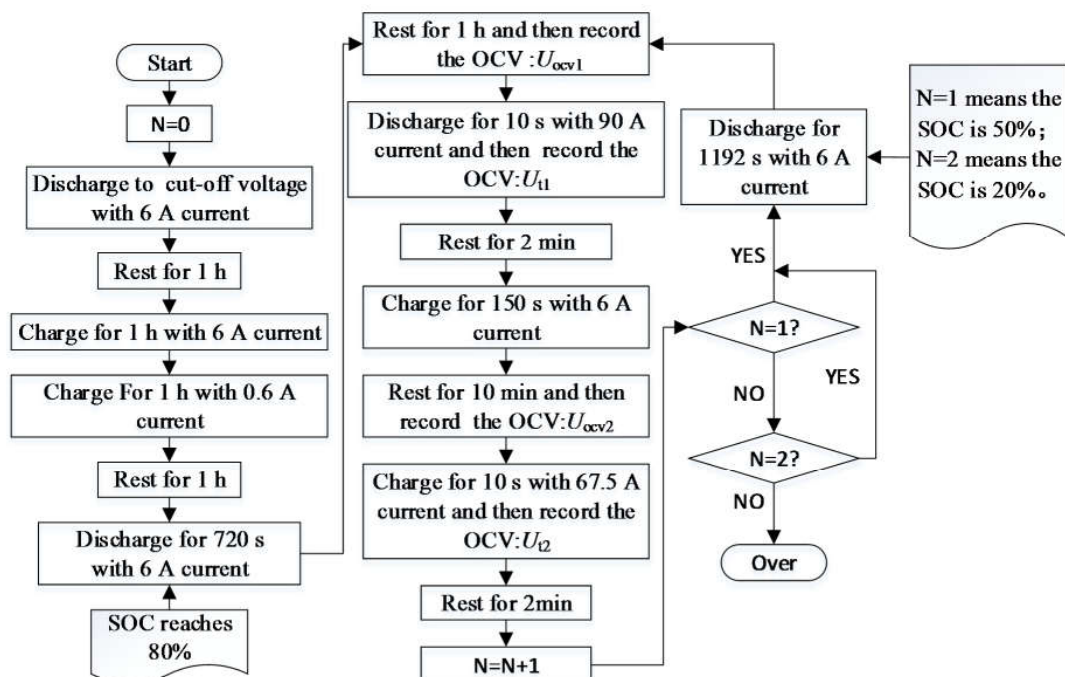 Start
N=0
Discharge to cut-off voltage
with 6 A current
Rest for 1 h
Charge for 1 h with 6 A current
Charge For 1 h with 0.6 A
current
Rest for 1 h
Discharge for 720 s
with 6 A current
SOC reaches
80%
Rest for 1 h and then record
the OCV :Uocv1
Discharge for 10 s with 90 A
current and then record the
OCV:Ut1
Rest for 2 min
Charge for 150 s with 6 A
current
Rest for 10 min and then
record the OCV:Uocv2
Charge for 10 s with 67.5 A
current and then record the
OCV:Ut2
Rest for 2min
N=N+1
Discharge for
1192 s with 6 A
current
N=1 means the
SOC is 50%;
N=2 means the
SOC is 20%。
YES
N=1?
YES
NO
N=2?
NO
Over